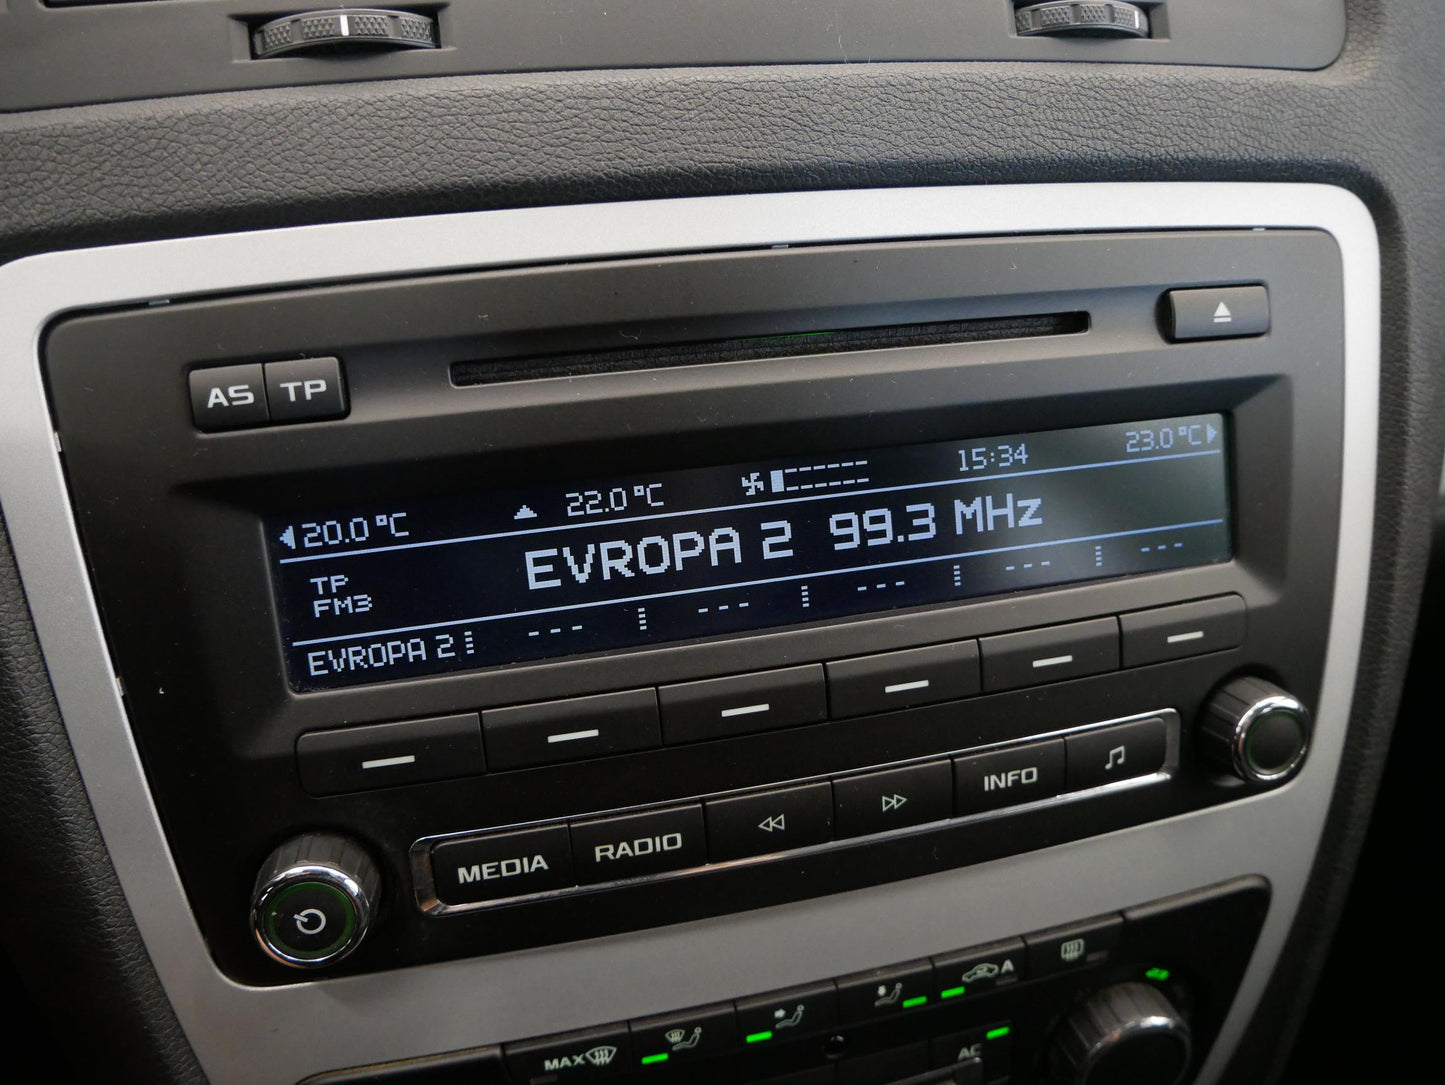 AS TP
20.0°C 22.0°C 15:34 23.0°C
TP
FM3
EVROPA 2 99.3 MHz
EVROPA 2 --- --- --- --- ---
MEDIA RADIO INFO
A
MAX
AC
23